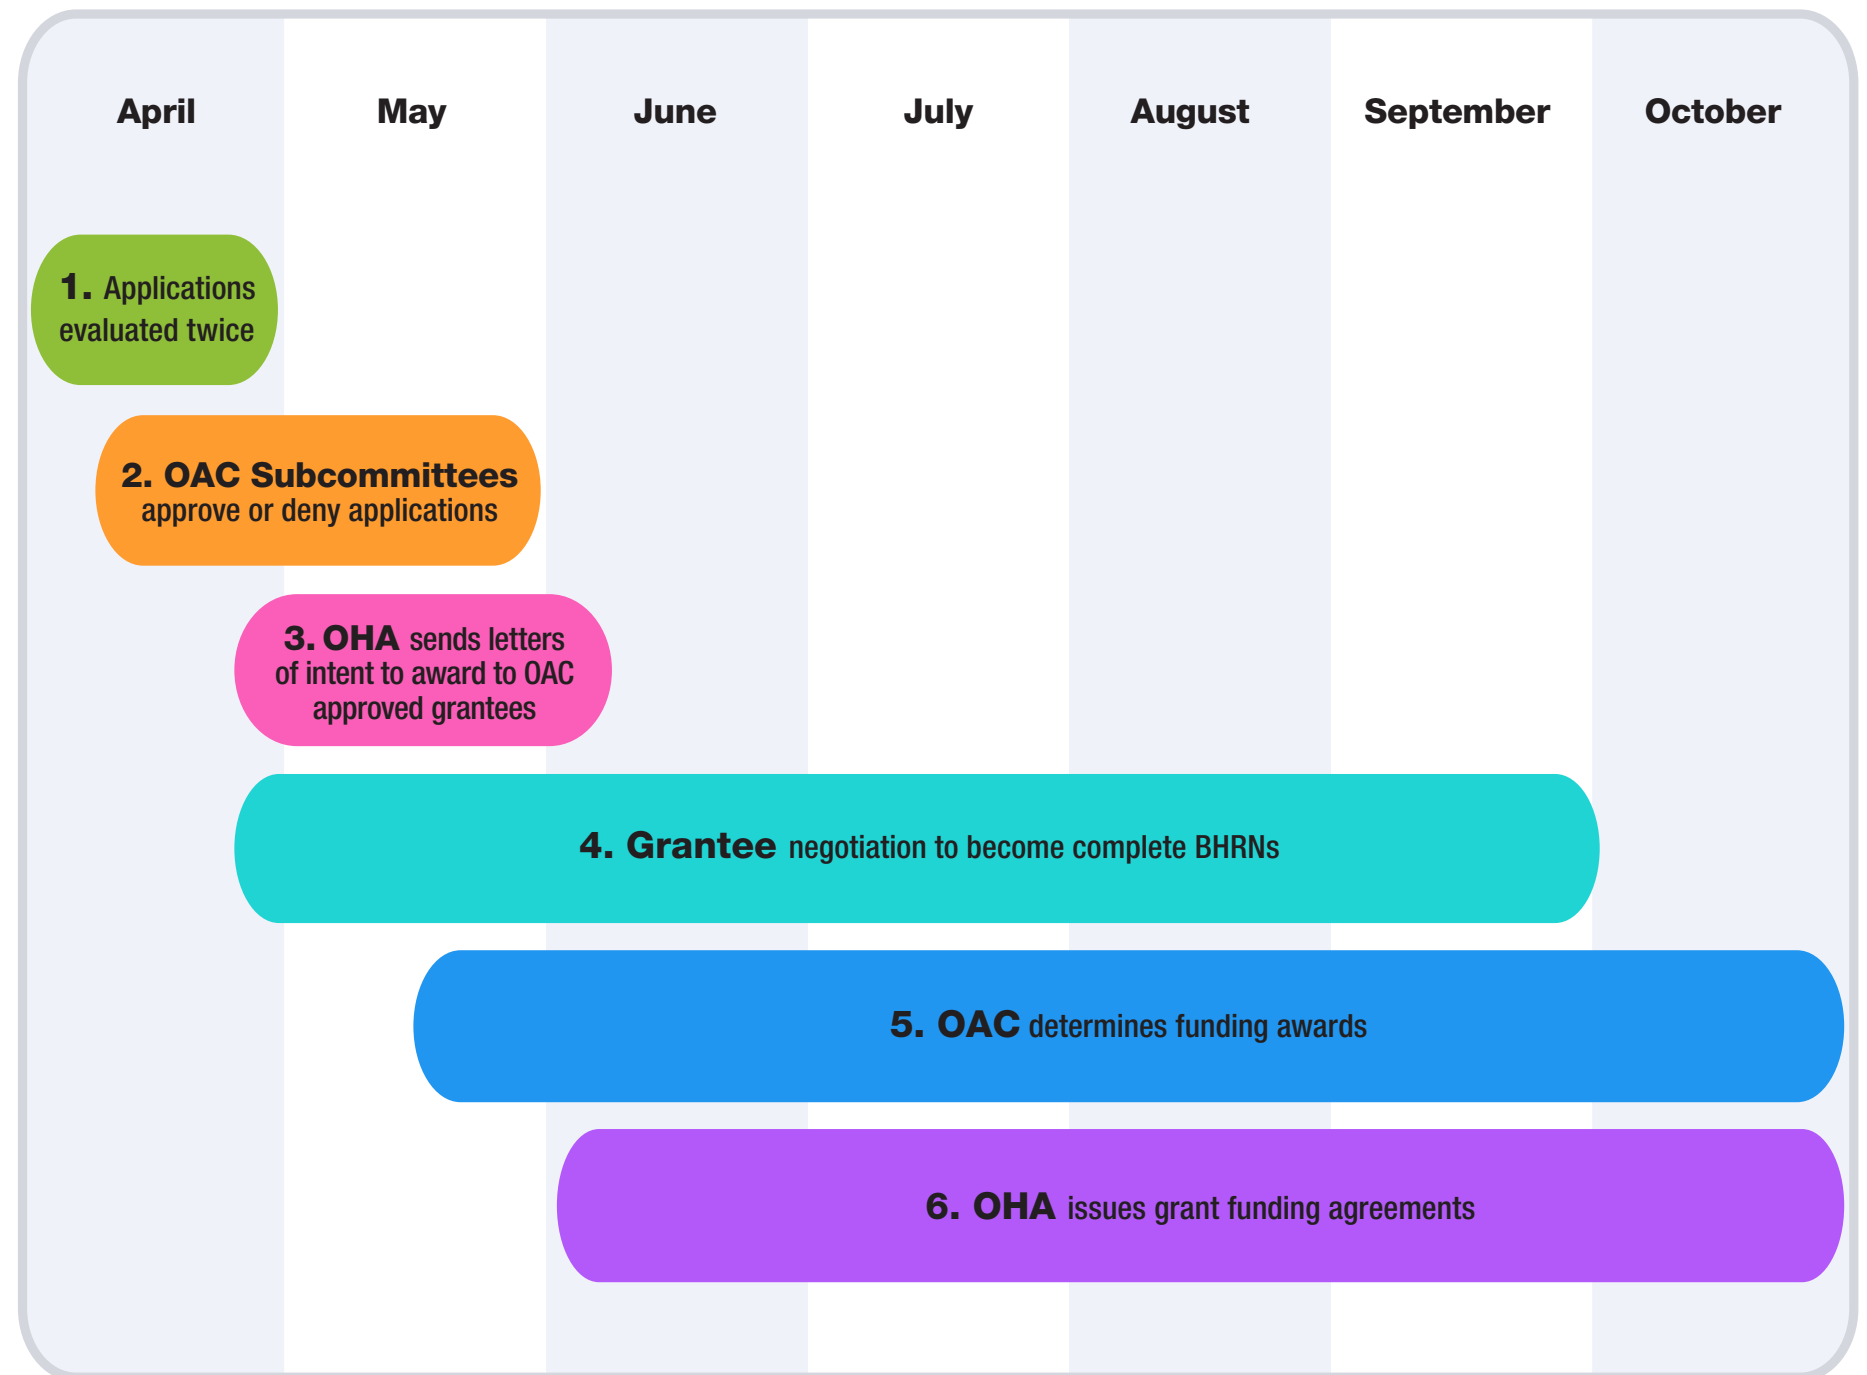 April May June July August September October
1. Applications
evaluated twice
2. OAC Subcommittees
approve or deny applications
3. OHA sends letters
of intent to award to OAC
approved grantees
4. Grantee negotiation to become complete BHRNs
5. OAC determines funding awards
6. OHA issues grant funding agreements